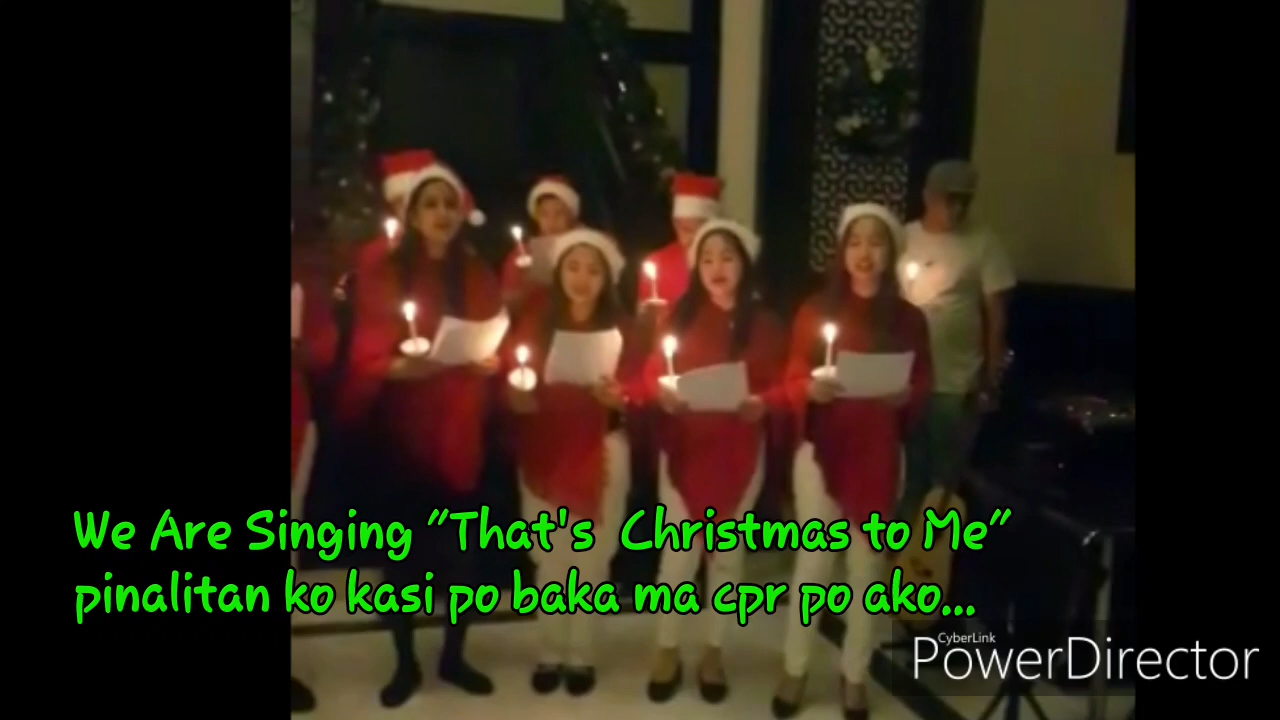 We Are Singing "That's  Christmas to Me"
pinalitan ko kasi po baka ma cpr po ako...
CyberLink
PowerDirector